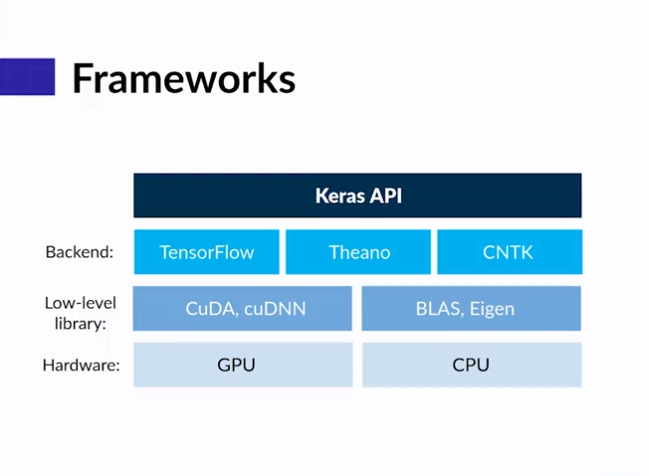 Frameworks
Keras API
Backend: TensorFlow Theano CNTK
Low-level
library:
CuDA, cuDNN BLAS, Eigen
Hardware: GPU CPU